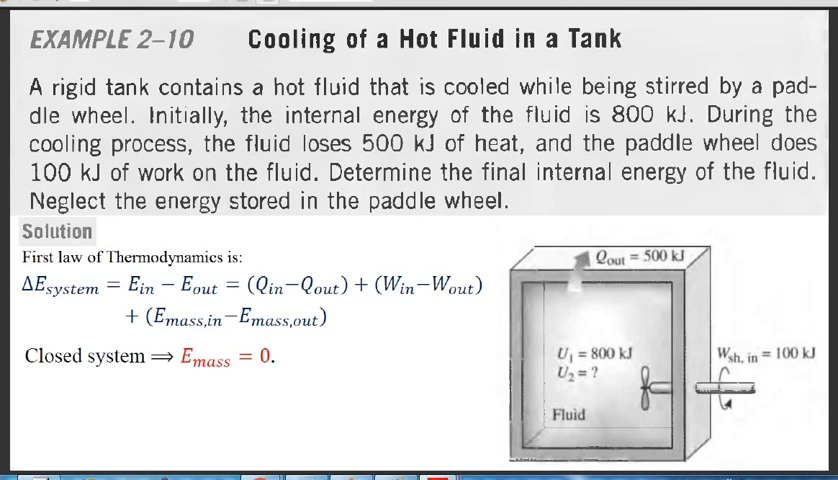 EXAMPLE 2–10 Cooling of a Hot Fluid in a Tank
A rigid tank contains a hot fluid that is cooled while being stirred by a pad-
dle wheel. Initially, the internal energy of the fluid is 800 kJ. During the
cooling process, the fluid loses 500 kJ of heat, and the paddle wheel does
100 kJ of work on the fluid. Determine the final internal energy of the fluid.
Neglect the energy stored in the paddle wheel.
Solution
First law of Thermodynamics is:
ΔE_system = E_in − E_out = (Q_in−Q_out) + (W_in−W_out)
+ (E_mass,in−E_mass,out)
Closed system ⟹ E_mass = 0.
Q_out = 500 kJ
U_1 = 800 kJ
U_2 = ?
W_sh, in = 100 kJ
Fluid